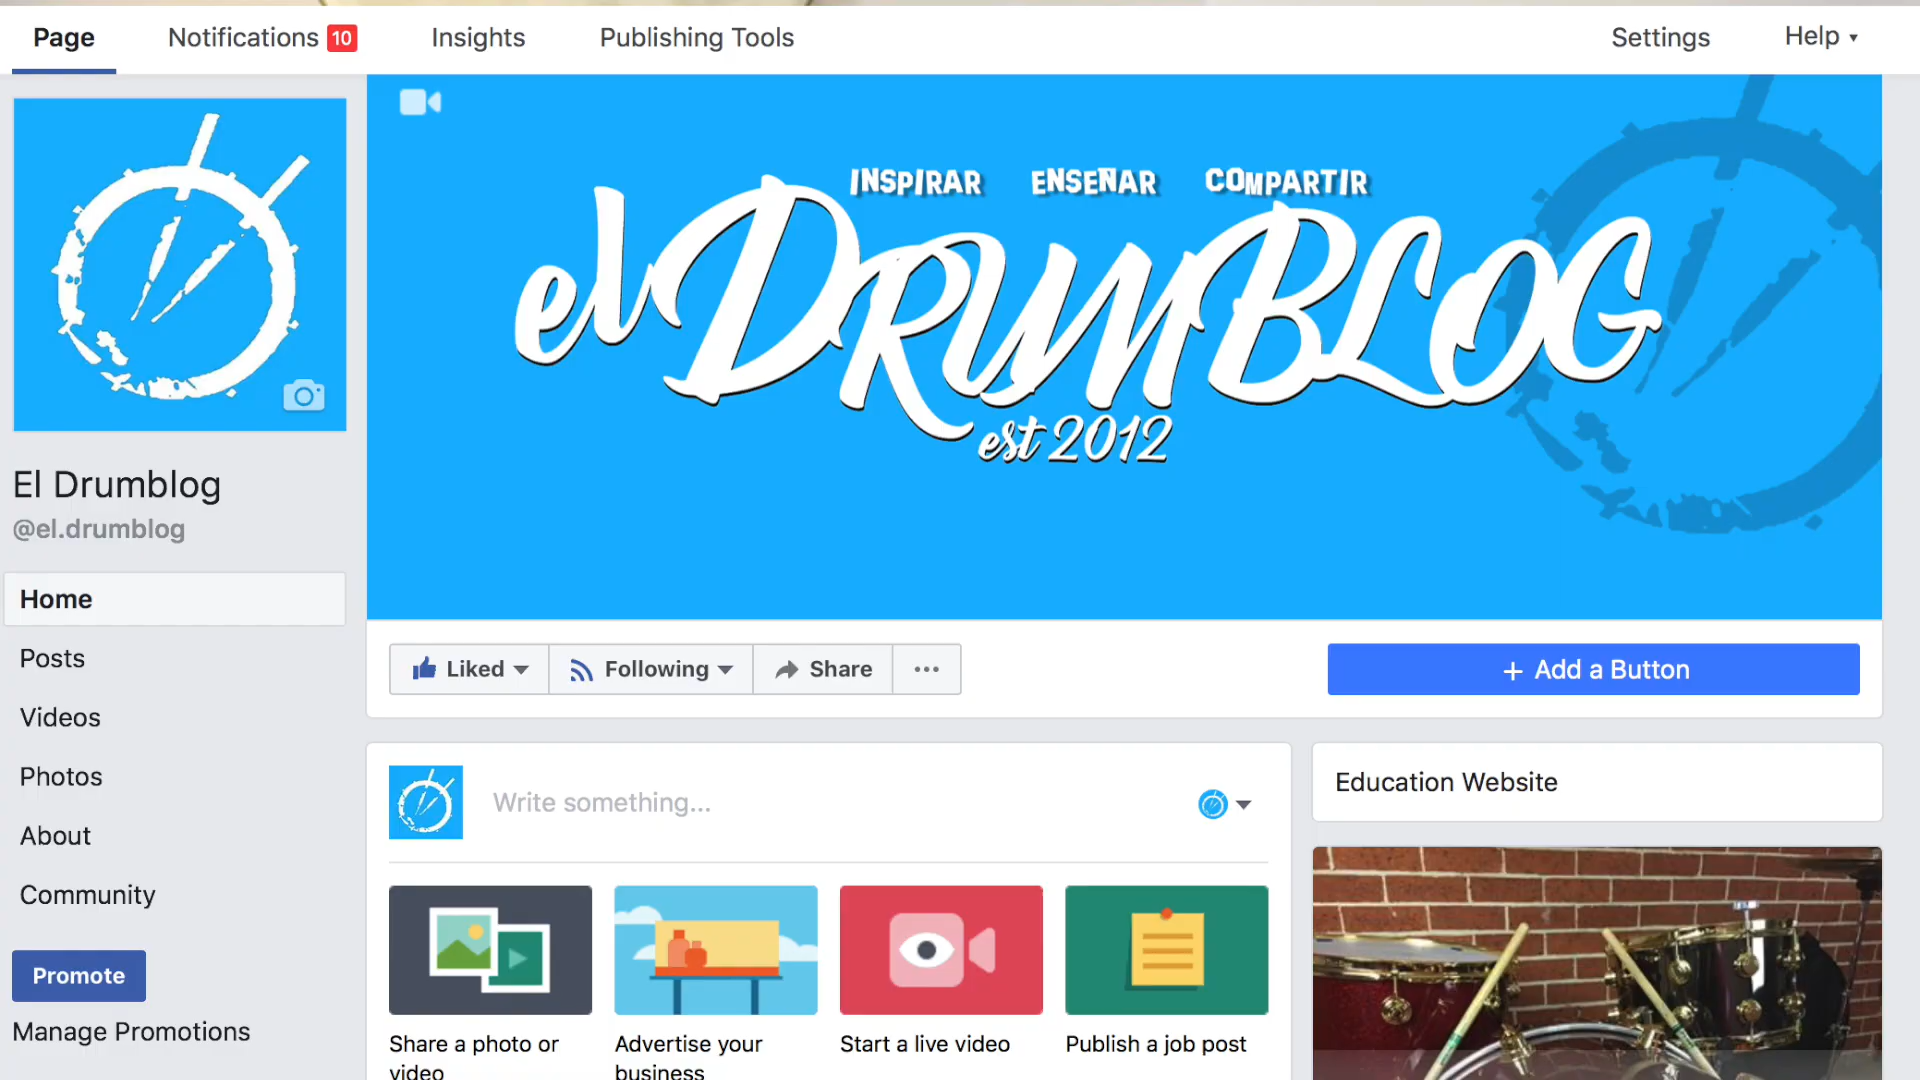 Page Notifications 10 Insights Publishing Tools Settings Help
INSPIRAR ENSEÑAR COMPARTIR
el DRUMBLOG
est 2012
El Drumblog
@el.drumblog
Home
Posts
Videos
Photos
About
Community
Promote
Manage Promotions
Liked Following Share ...
+ Add a Button
Write something...
Education Website
Share a photo or
video
Advertise your
business
Start a live video
Publish a job post